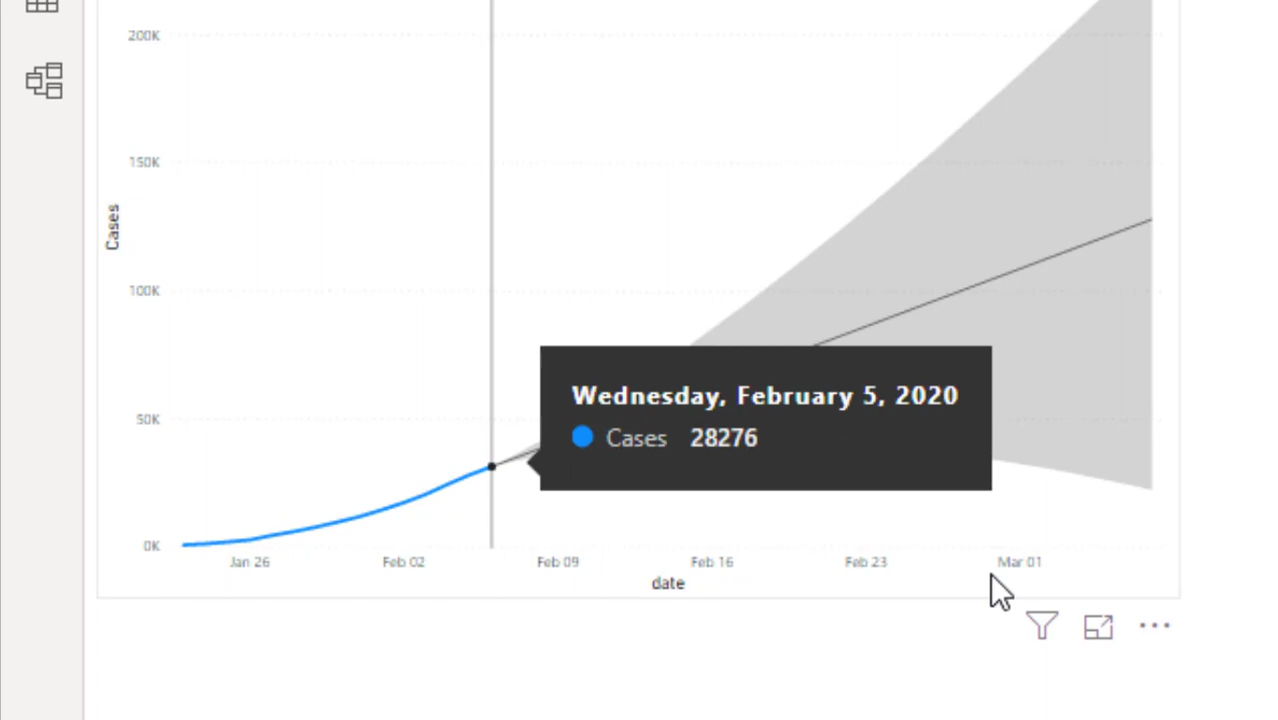 200K
150K
Cases
100K
50K
0K
Wednesday, February 5, 2020
Cases 28276
Jan 26 Feb 02 Feb 09 Feb 16 Feb 23 Mar 01
date